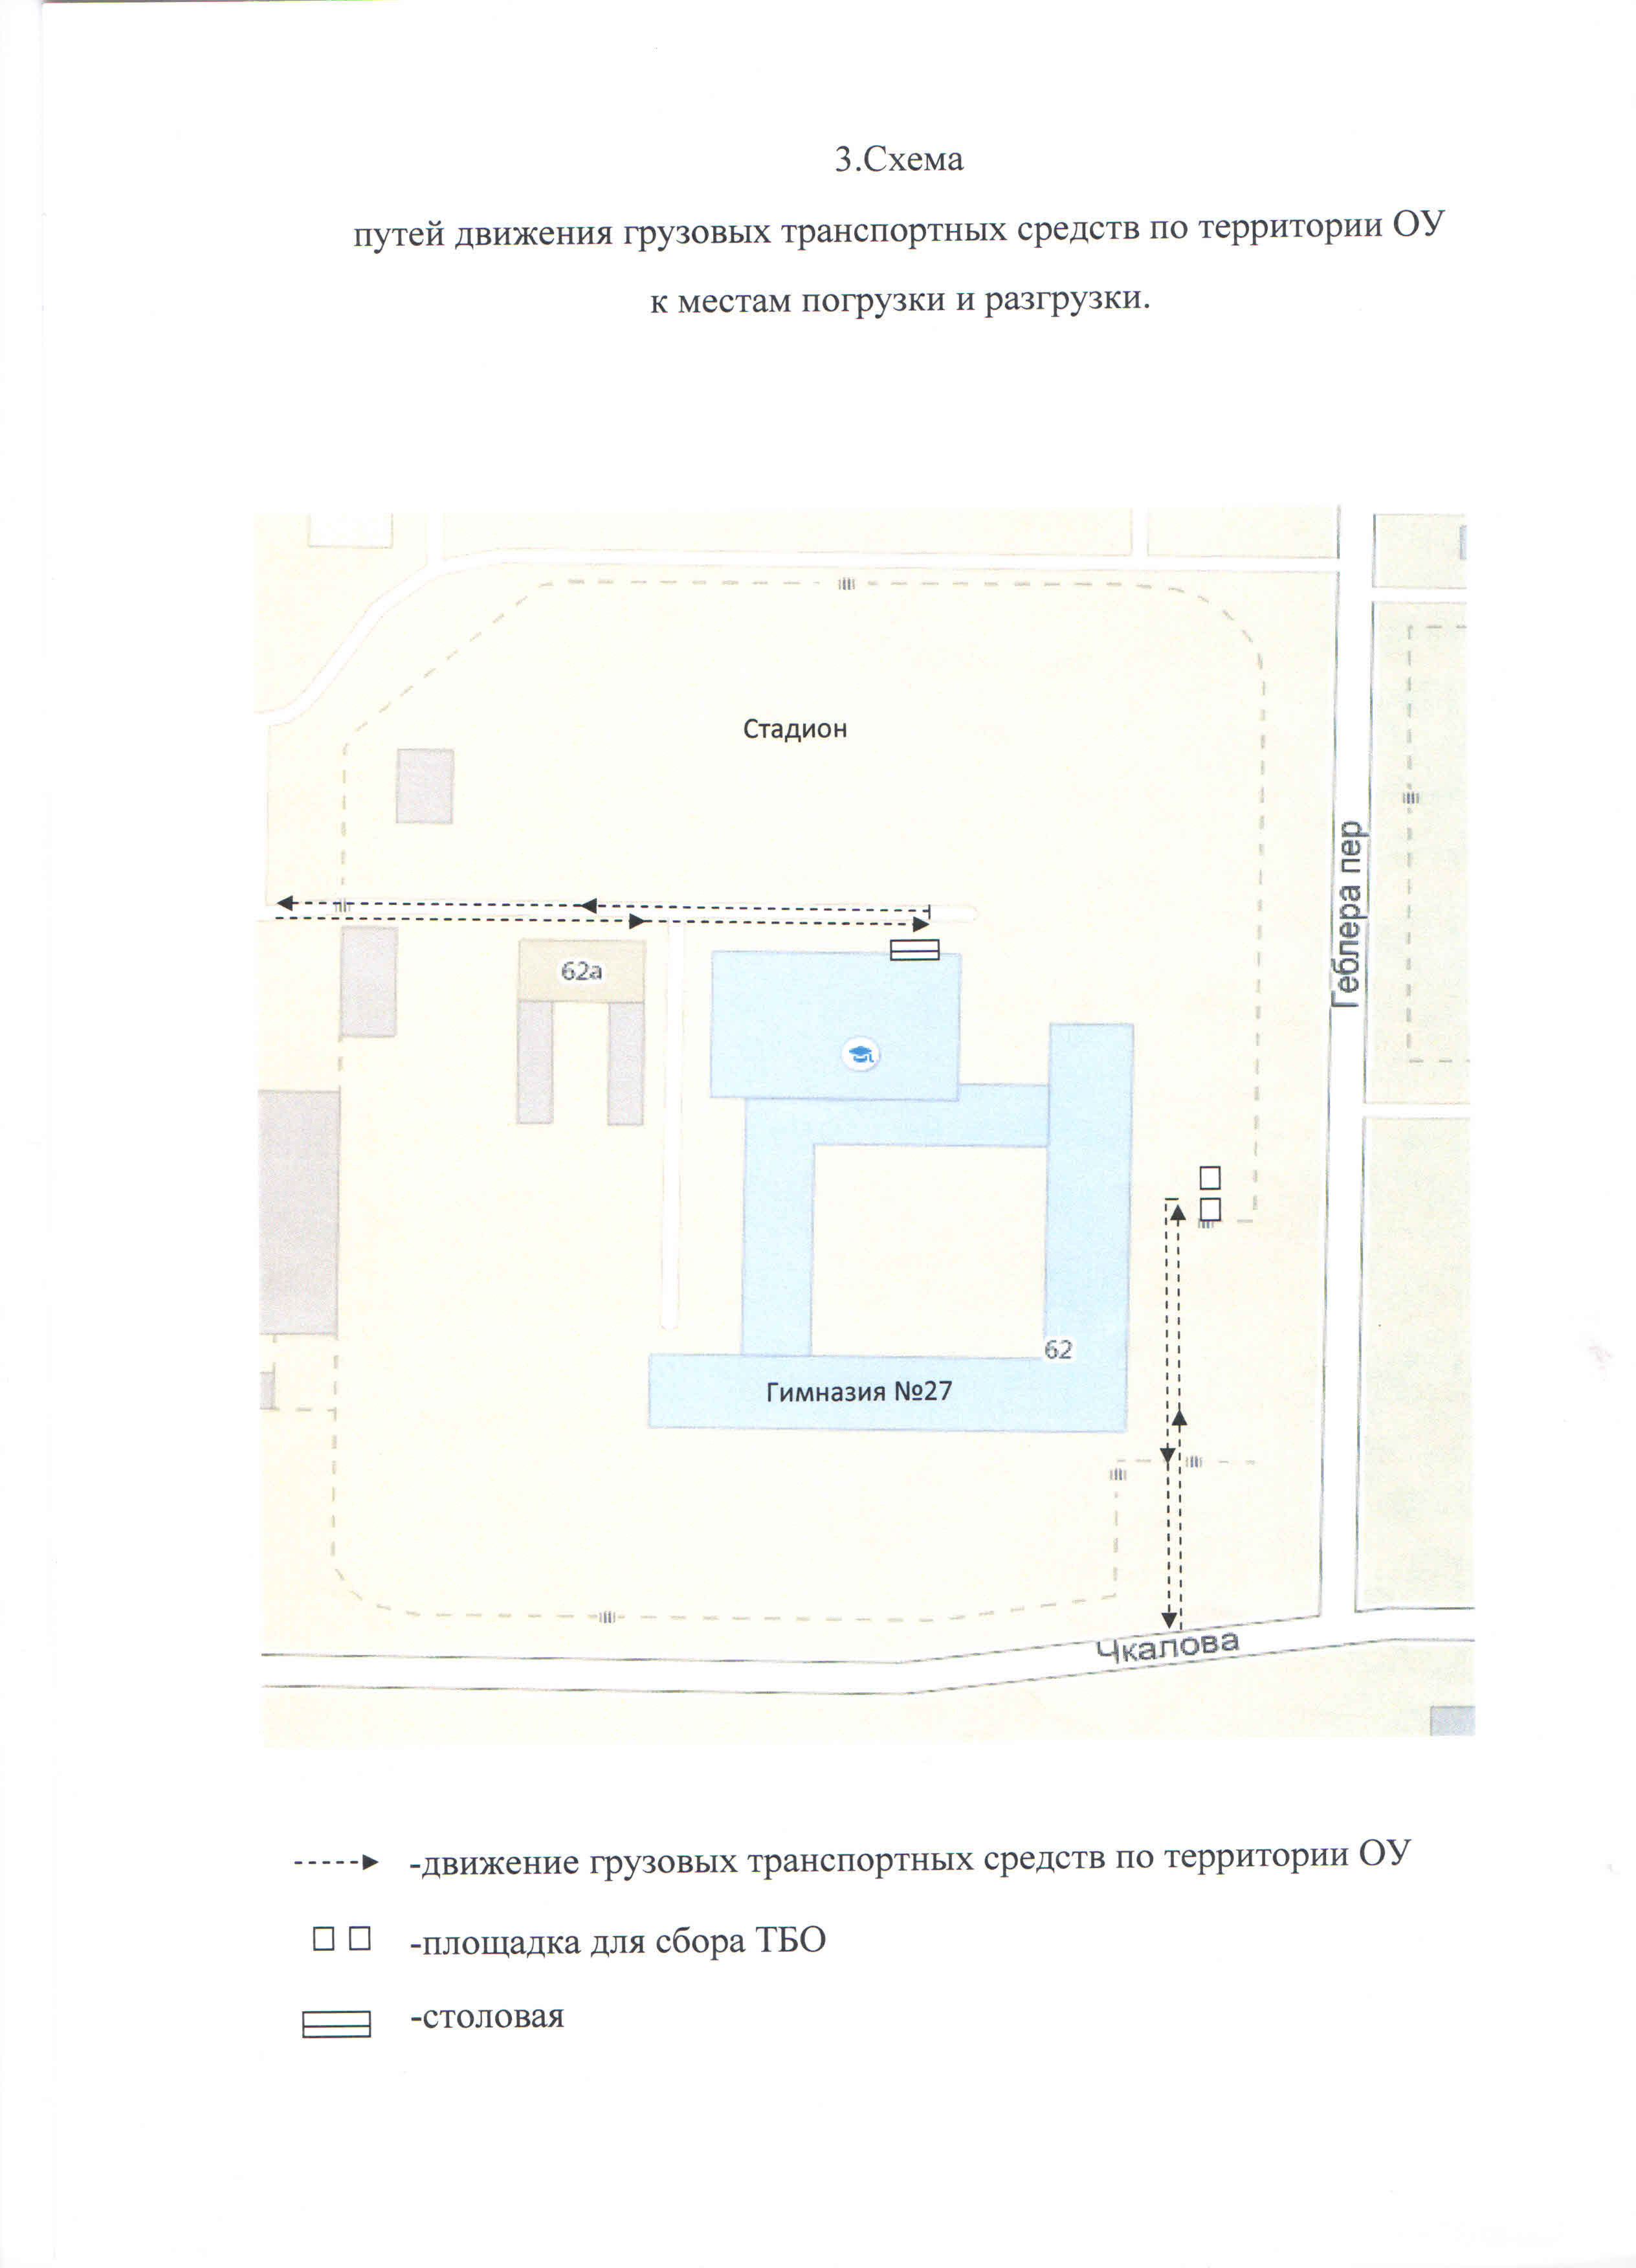 3.Схема
путей движения грузовых транспортных средств по территории ОУ
к местам погрузки и разгрузки.
Стадион
Геблера пер
62а
62
Гимназия №27
Чкалова
-движение грузовых транспортных средств по территории ОУ
-площадка для сбора ТБО
-столовая